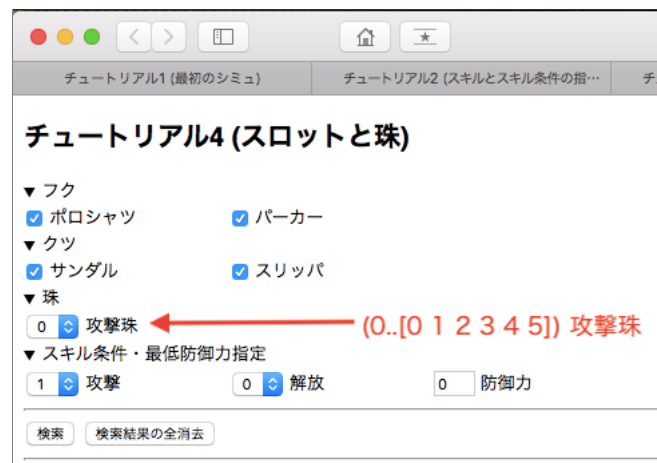 チュートリアル1 (最初のシミュ) チュートリアル2 (スキルとスキル条件の指… チ
チュートリアル4 (スロットと珠)
▼ フク
ポロシャツ パーカー
▼ クツ
サンダル スリッパ
▼ 珠
0 攻撃珠 (0..[0 1 2 3 4 5]) 攻撃珠
▼ スキル条件・最低防御力指定
1 攻撃 0 解放 0 防御力
検索 検索結果の全消去